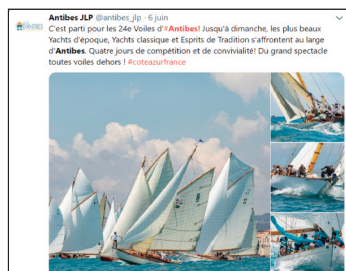 Antibes JLP @antibes_jlp · 6 juin
C'est parti pour les 24e Voiles d'#Antibes! Jusqu'à dimanche, les plus beaux
Yachts d'époque, Yachts classique et Esprits de Tradition s'affrontent au large
d'Antibes. Quatre jours de compétition et de convivialité! Du grand spectacle
toutes voiles dehors ! #coteazurfrance